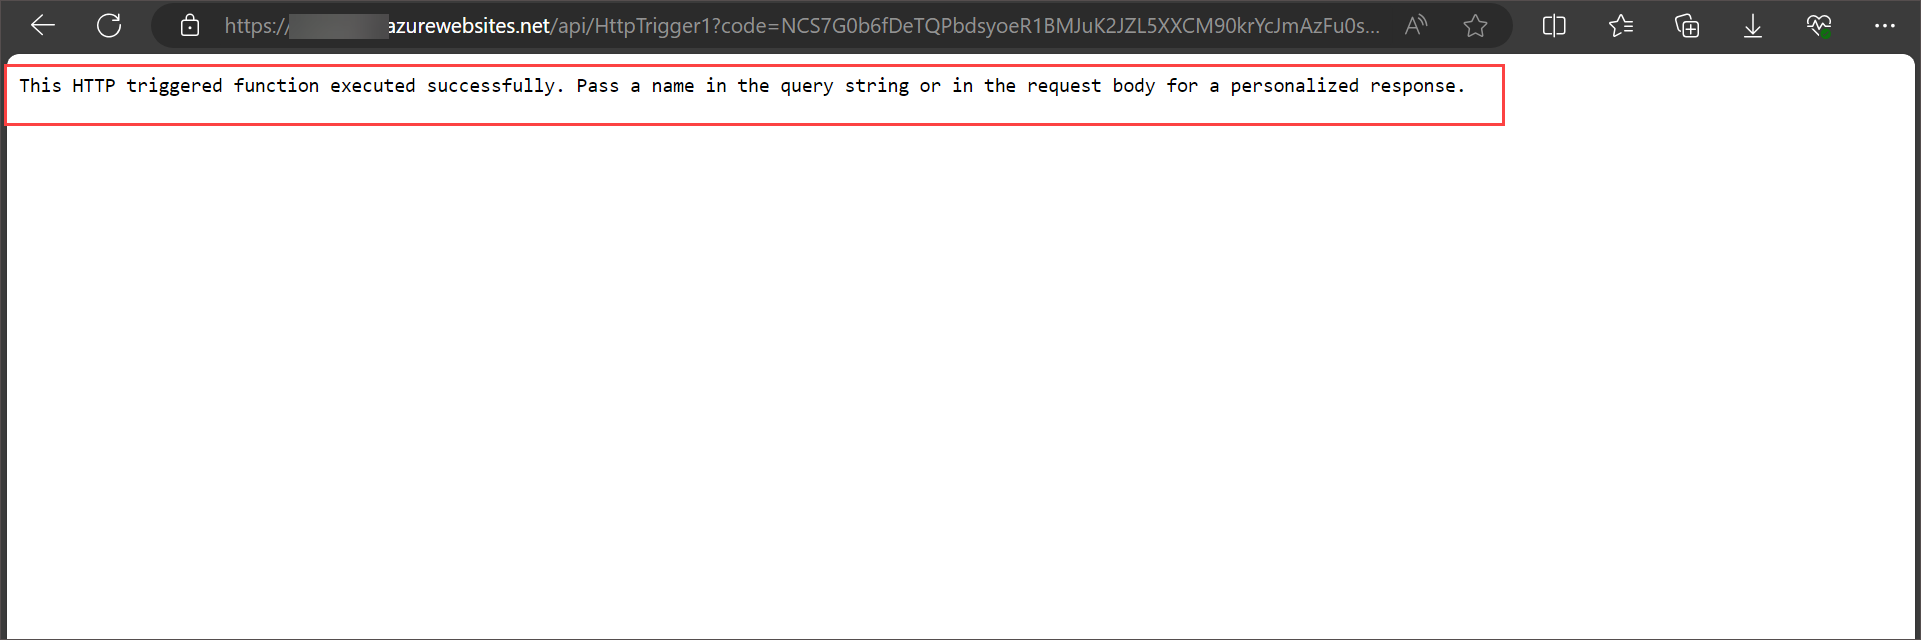 https:// azurewebsites.net/api/HttpTrigger1?code=NCS7G0b6fDeTQPbdsyoeR1BMJuK2JZL5XXCM90krYcJmAzFu0s...
This HTTP triggered function executed successfully. Pass a name in the query string or in the request body for a personalized response.